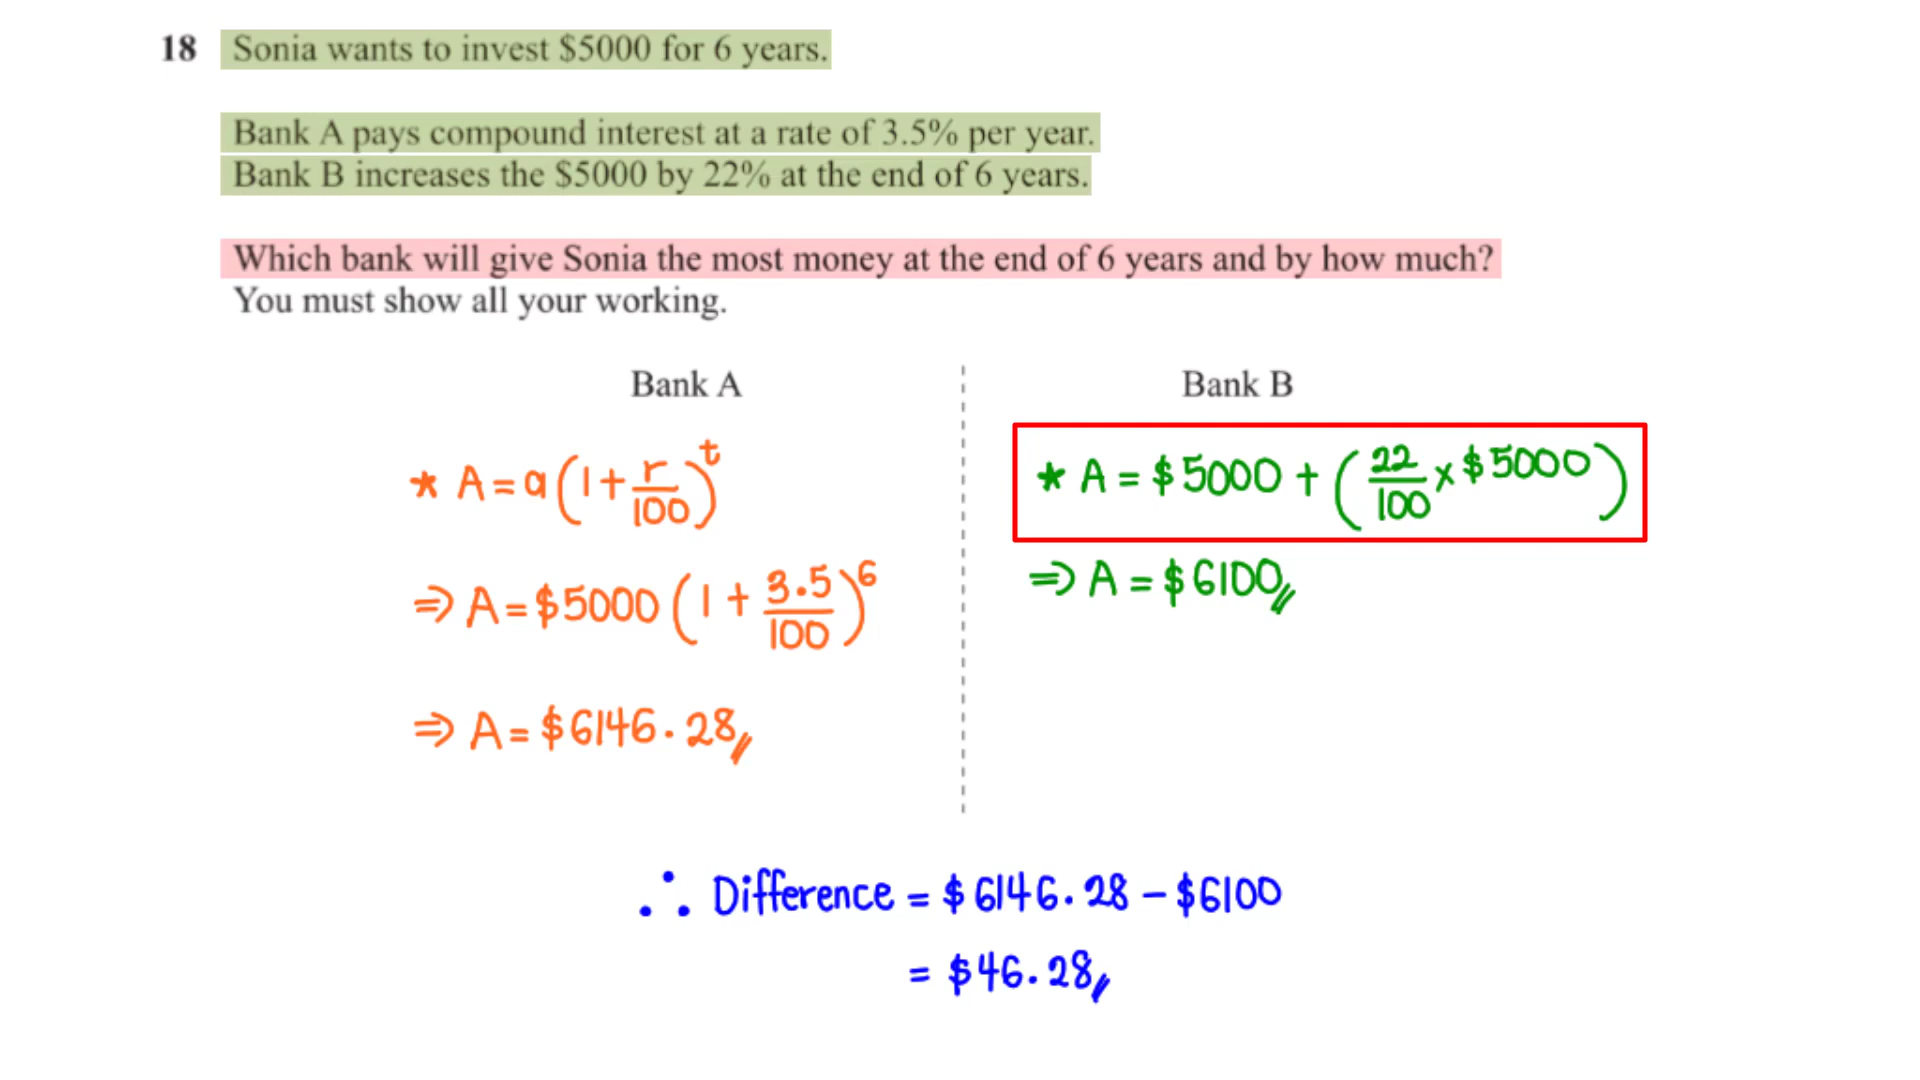 18 Sonia wants to invest $5000 for 6 years.
Bank A pays compound interest at a rate of 3.5% per year.
Bank B increases the $5000 by 22% at the end of 6 years.
Which bank will give Sonia the most money at the end of 6 years and by how much?
You must show all your working.
Bank A
* A = a(1 + r/100)^t
⇒ A = $5000(1 + 3.5/100)^6
⇒ A = $6146.28
Bank B
* A = $5000 + (22/100 × $5000)
⇒ A = $6100
∴ Difference = $6146.28 − $6100
= $46.28